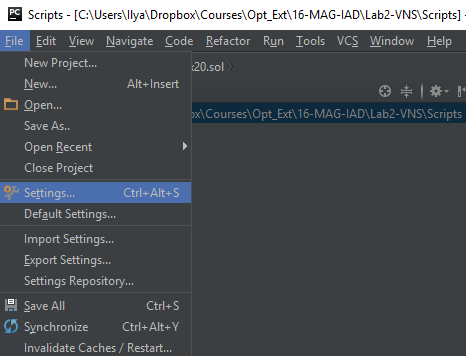 PC Scripts - [C:\Users\Ilya\Dropbox\Courses\Opt_Ext\16-MAG-IAD\Lab2-VNS\Scripts] -
File Edit View Navigate Code Refactor Run Tools VCS Window Help
x20.sol
box\Courses\Opt_Ext\16-MAG-IAD\Lab2-VNS\Scripts
New Project...
New... Alt+Insert
Open...
Save As..
Open Recent
Close Project
Settings... Ctrl+Alt+S
Default Settings...
Import Settings...
Export Settings...
Settings Repository...
Save All Ctrl+S
Synchronize Ctrl+Alt+Y
Invalidate Caches / Restart...